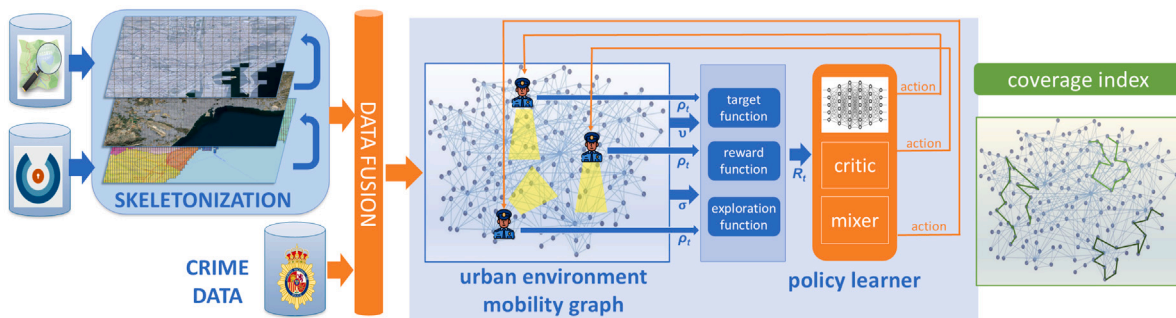 SKELETONIZATION
CRIME
DATA
DATA FUSION
urban environment
mobility graph
ρt
υ
ρt
σ
ρt
target
function
reward
function
exploration
function
Rt
critic
mixer
policy learner
action
action
action
coverage index